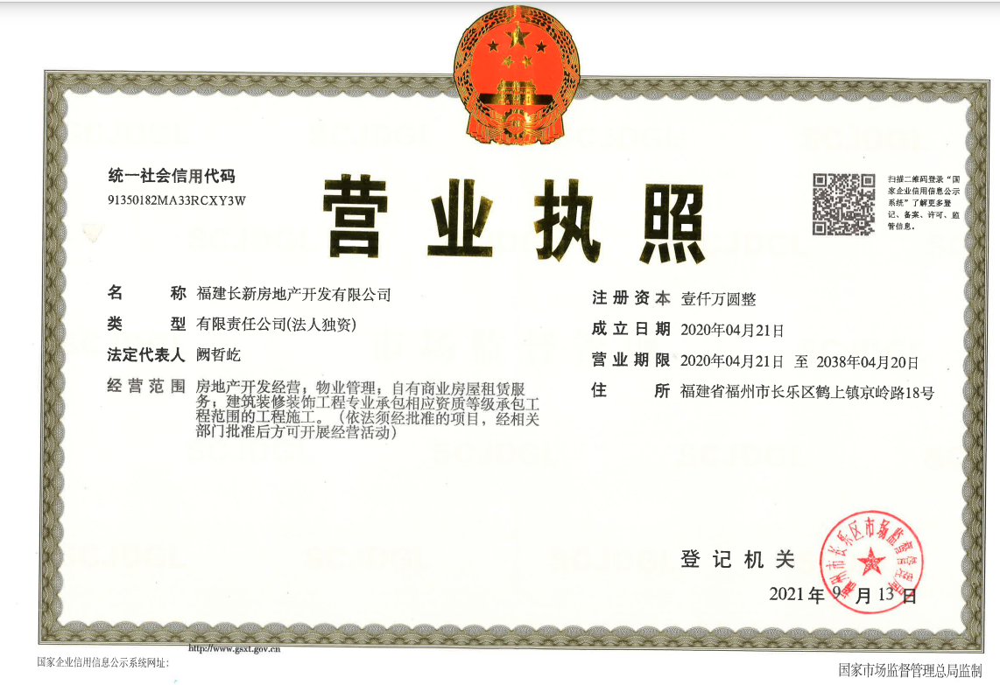 统一社会信用代码
91350182MA33RCXY3W
营业执照
扫描二维码登录“国
家企业信用信息公示
系统”了解更多登
记、备案、许可、监
管信息。
名 称 福建长新房地产开发有限公司
类 型 有限责任公司(法人独资)
法定代表人 阙哲屹
经营范围 房地产开发经营；物业管理；自有商业房屋租赁服
务；建筑装修装饰工程专业承包相应资质等级承包工
程范围的工程施工。（依法须经批准的项目，经相关
部门批准后方可开展经营活动）
注册资本 壹仟万圆整
成立日期 2020年04月21日
营业期限 2020年04月21日 至 2038年04月20日
住 所 福建省福州市长乐区鹤上镇京岭路18号
登记机关
福州市长乐区市场监督管理局
2021 年 9 月 13 日
国家企业信用信息公示系统网址：
http://www.gsxt.gov.cn
国家市场监督管理总局监制